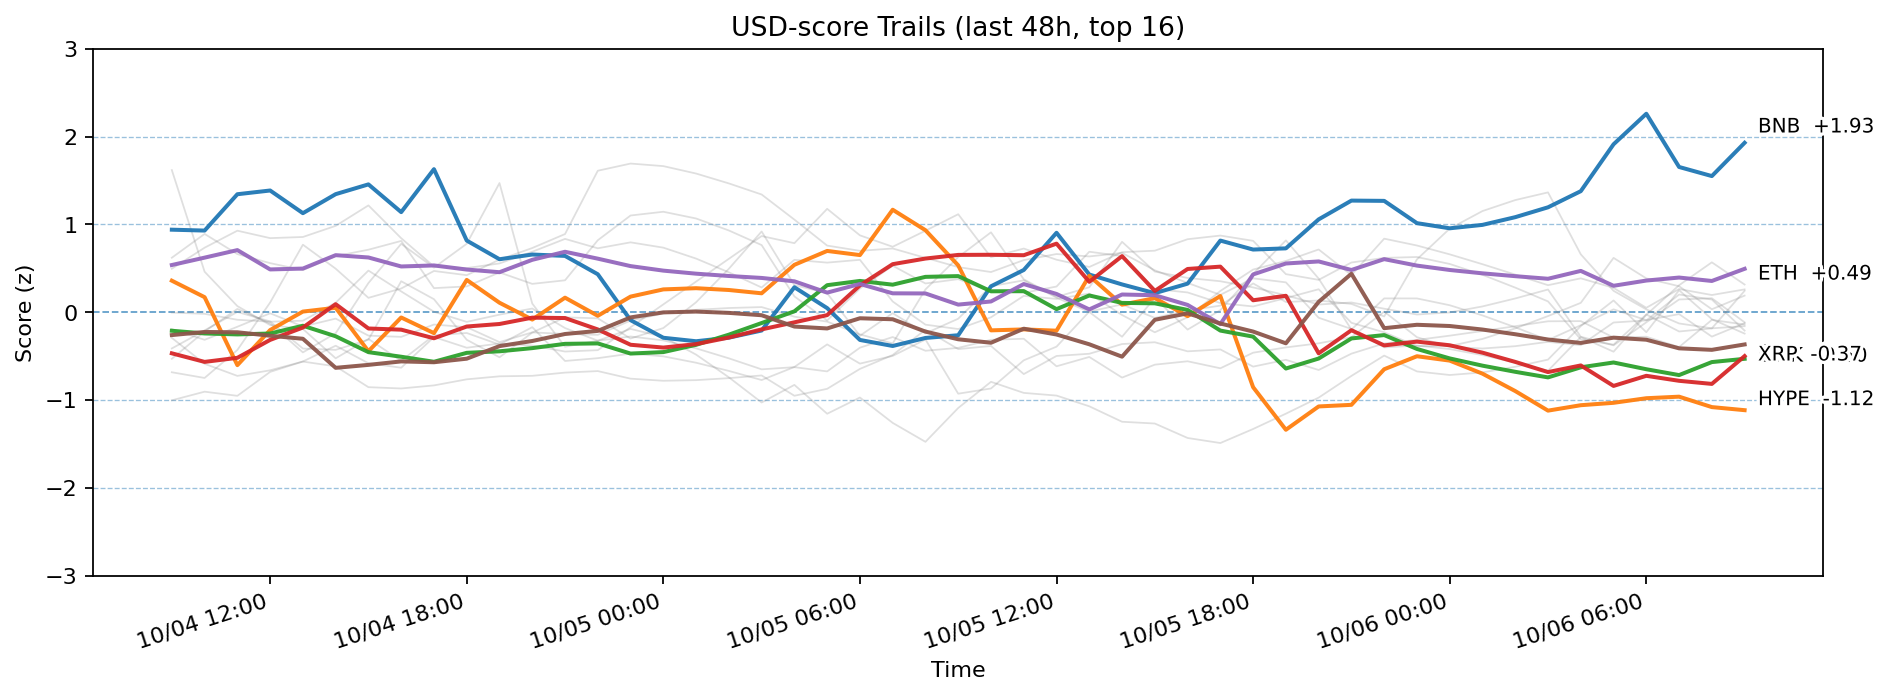 USD-score Trails (last 48h, top 16)
3
2
1
0
−1
−2
−3
Score (z)
BNB +1.93
ETH +0.49
XRP -0.37
HYPE -1.12
10/04 12:00
10/04 18:00
10/05 00:00
10/05 06:00
10/05 12:00
10/05 18:00
10/06 00:00
10/06 06:00
Time